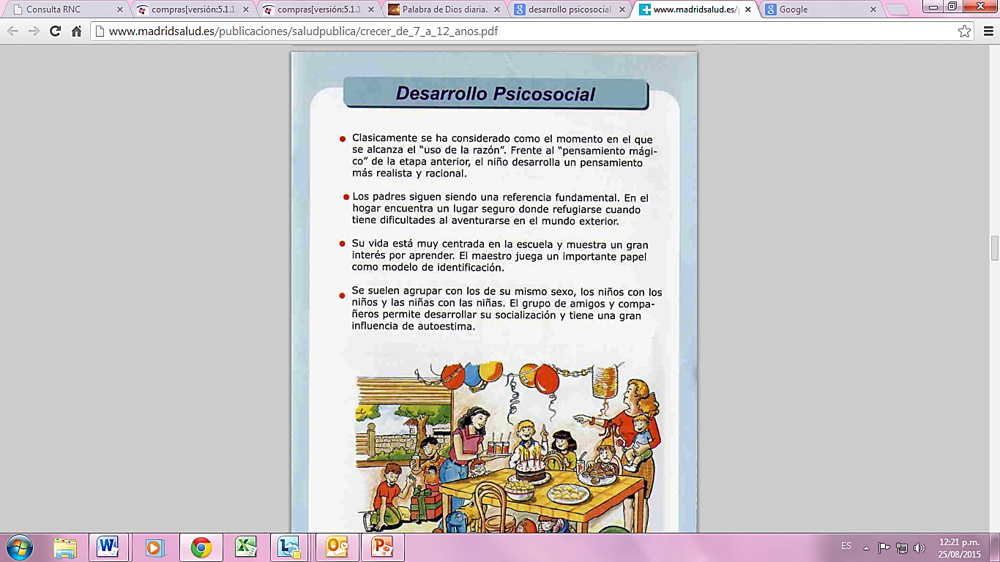 Consulta RNC
compras[versión:5.1.1.
compras[versión:5.1.1
Palabra de Dios diaria.
desarrollo psicosocial
www.madridsalud.es/
Google
www.madridsalud.es/publicaciones/saludpublica/crecer_de_7_a_12_anos.pdf
Desarrollo Psicosocial
Clasicamente se ha considerado como el momento en el que
se alcanza el “uso de la razón”. Frente al “pensamiento mági-
co” de la etapa anterior, el niño desarrolla un pensamiento
más realista y racional.
Los padres siguen siendo una referencia fundamental. En el
hogar encuentra un lugar seguro donde refugiarse cuando
tiene dificultades al aventurarse en el mundo exterior.
Su vida está muy centrada en la escuela y muestra un gran
interés por aprender. El maestro juega un importante papel
como modelo de identificación.
Se suelen agrupar con los de su mismo sexo, los niños con los
niños y las niñas con las niñas. El grupo de amigos y compa-
ñeros permite desarrollar su socialización y tiene una gran
influencia de autoestima.
ES
12:21 p.m.
25/08/2015